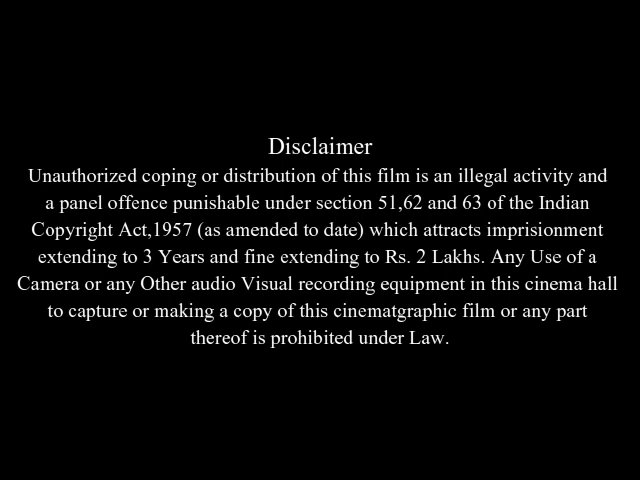 Disclaimer
Unauthorized coping or distribution of this film is an illegal activity and
a panel offence punishable under section 51,62 and 63 of the Indian
Copyright Act,1957 (as amended to date) which attracts imprisionment
extending to 3 Years and fine extending to Rs. 2 Lakhs. Any Use of a
Camera or any Other audio Visual recording equipment in this cinema hall
to capture or making a copy of this cinematgraphic film or any part
thereof is prohibited under Law.